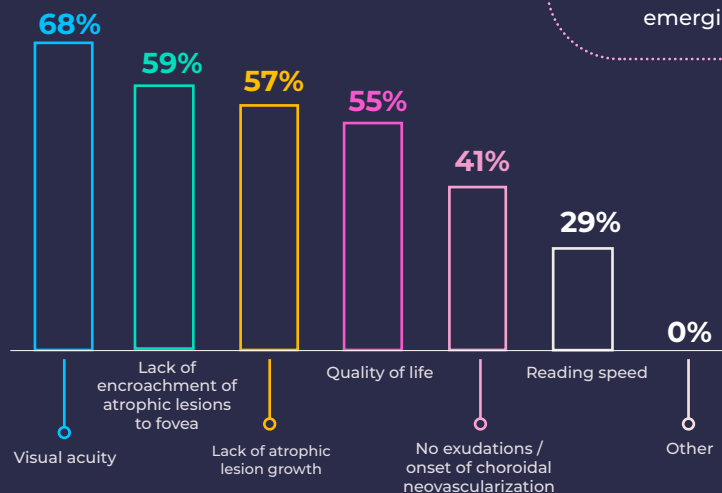 emergi
68%
59%
57%
55%
41%
29%
0%
Visual acuity
Lack of
encroachment of
atrophic lesions
to fovea
Lack of atrophic
lesion growth
Quality of life
No exudations /
onset of choroidal
neovascularization
Reading speed
Other